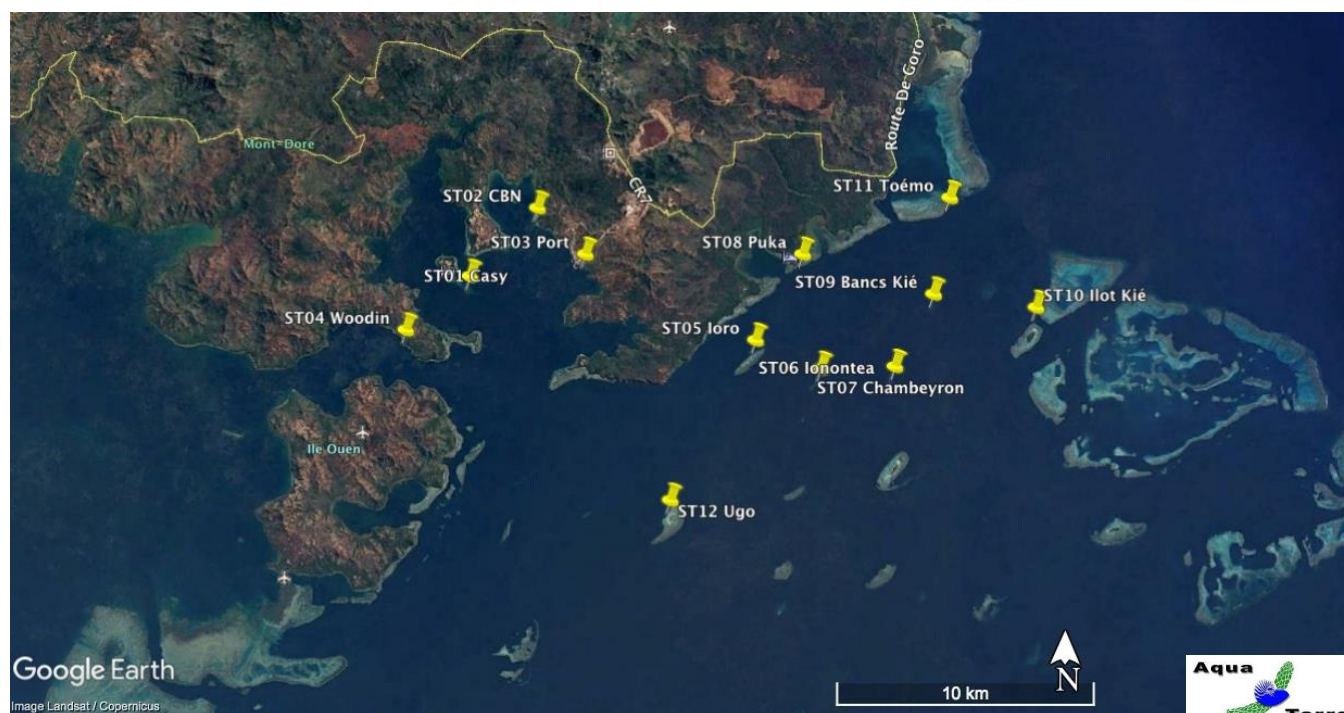 Route-De-Goro
Mont-Dore
CR7
ST11 Toémo
ST02 CBN
ST03 Port
ST08 Puka
ST01 Casy
ST09 Bancs Kié
ST10 Ilot Kié
ST04 Woodin
ST05 Ioro
ST06 Ionontea
ST07 Chambeyron
Ile Ouen
ST12 Ugo
N
Google Earth
10 km
Aqua
Terra
Image Landsat / Copernicus